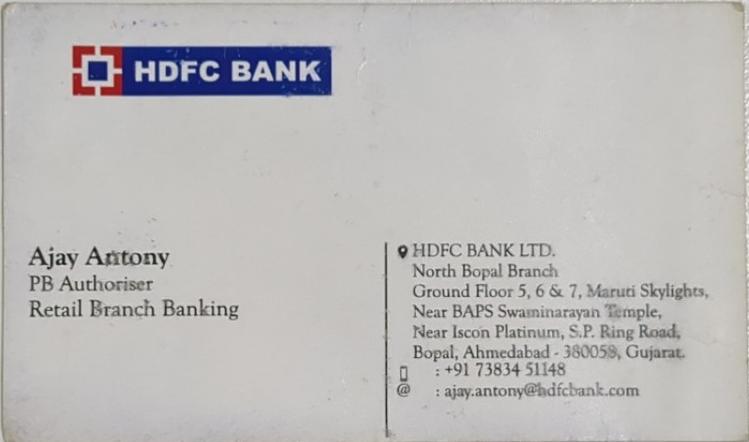 HDFC BANK
Ajay Antony
PB Authoriser
Retail Branch Banking
HDFC BANK LTD.
North Bopal Branch
Ground Floor 5, 6 & 7, Maruti Skylights,
Near BAPS Swaminarayan Temple,
Near Iscon Platinum, S.P. Ring Road,
Bopal, Ahmedabad - 380058, Gujarat.
: +91 73834 51148
@ : ajay.antony@hdfcbank.com